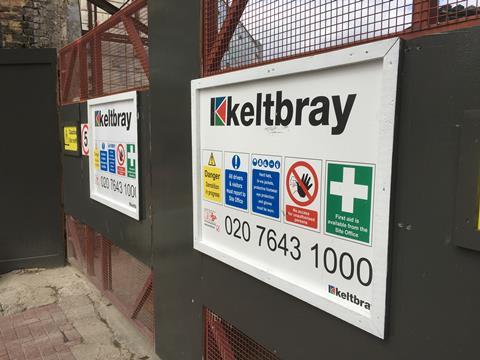 keltbray
020 7643 1000
5
keltbray
Danger
Demolition
in progress
All drivers
& visitors
must report to
Site Office
Hard hats,
hi-vis jackets,
protective footwear
eye protection
and gloves
must be worn
No access
for unauthorised
persons
First aid is
available from the
Site Office
020 7643 1000
keltbra